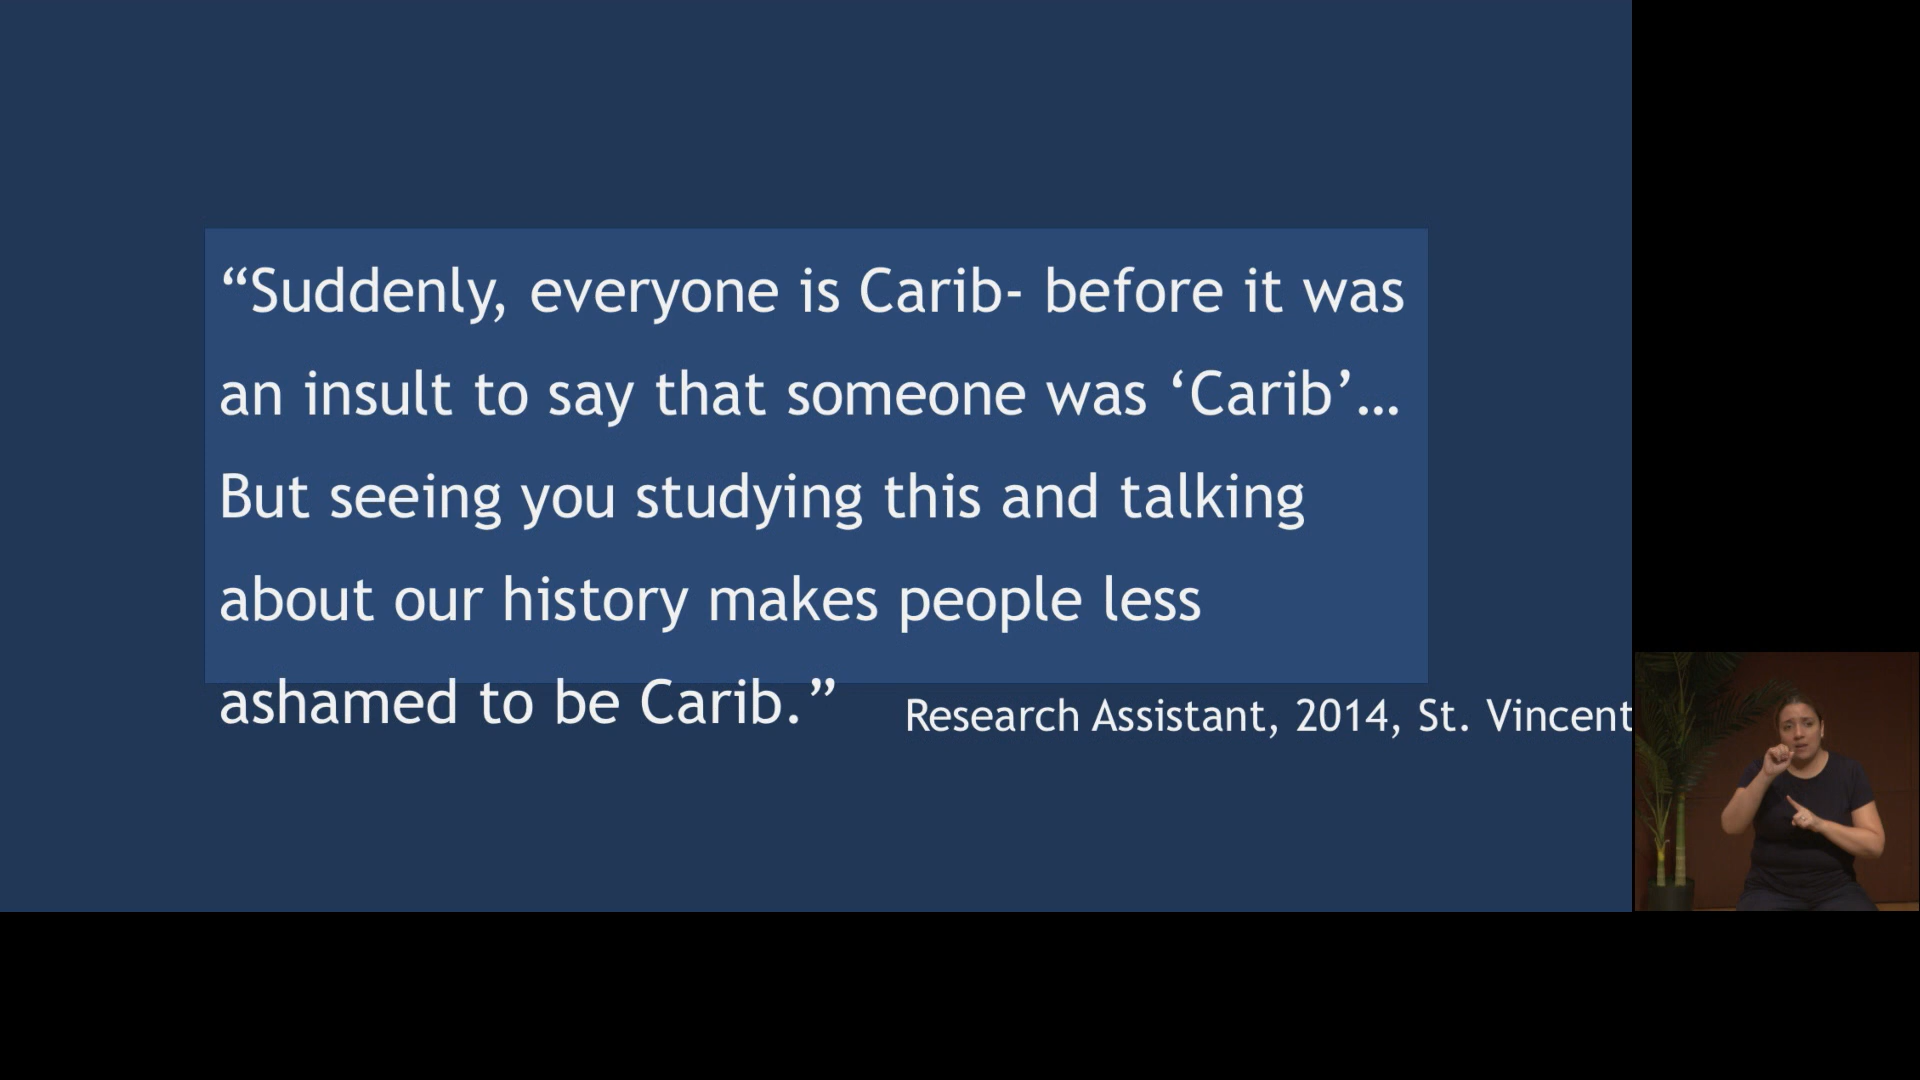 “Suddenly, everyone is Carib- before it was
an insult to say that someone was ‘Carib’…
But seeing you studying this and talking
about our history makes people less
ashamed to be Carib.”
Research Assistant, 2014, St. Vincent